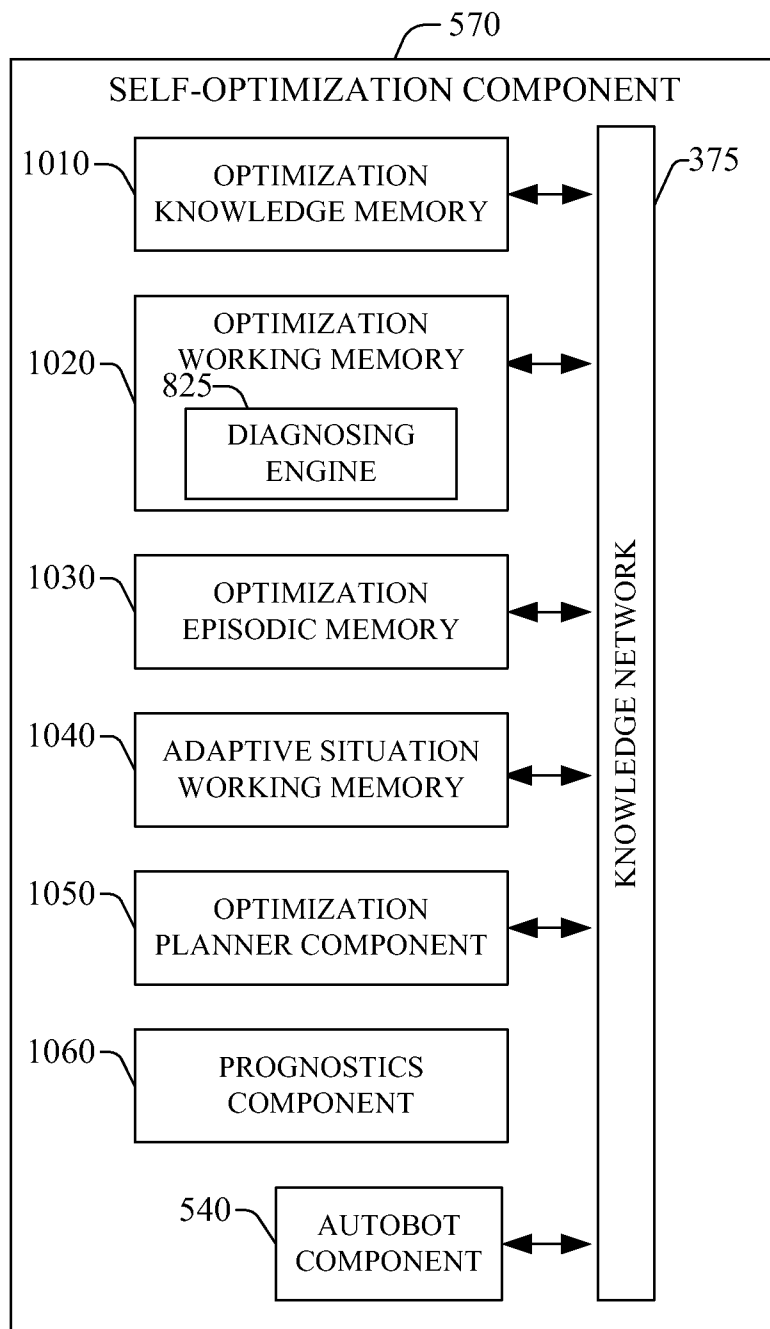 570
SELF-OPTIMIZATION COMPONENT
1010
OPTIMIZATION
KNOWLEDGE MEMORY
375
1020
OPTIMIZATION
WORKING MEMORY
825
DIAGNOSING
ENGINE
1030
OPTIMIZATION
EPISODIC MEMORY
KNOWLEDGE NETWORK
1040
ADAPTIVE SITUATION
WORKING MEMORY
1050
OPTIMIZATION
PLANNER COMPONENT
1060
PROGNOSTICS
COMPONENT
540
AUTOBOT
COMPONENT